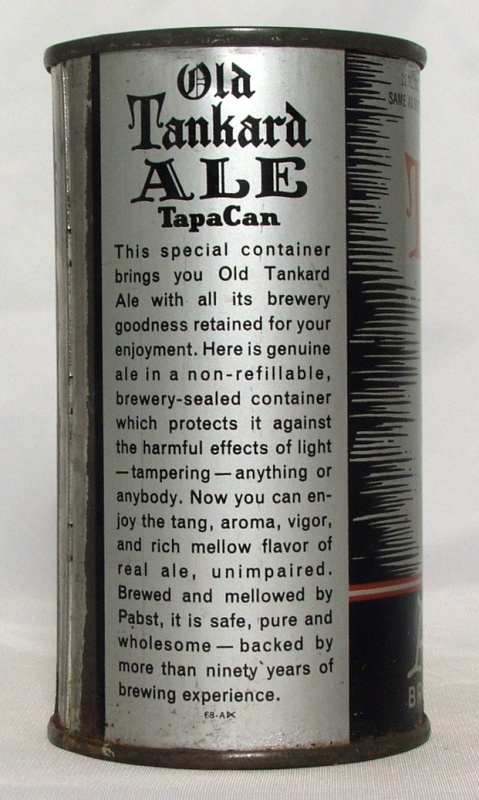 Old
Tankard
ALE
TapaCan
This special container
brings you Old Tankard
Ale with all its brewery
goodness retained for your
enjoyment. Here is genuine
ale in a non-refillable,
brewery-sealed container
which protects it against
the harmful effects of light
—tampering—anything or
anybody. Now you can en-
joy the tang, aroma, vigor,
and rich mellow flavor of
real ale, unimpaired.
Brewed and mellowed by
Pabst, it is safe, pure and
wholesome—backed by
more than ninety years of
brewing experience.
68-A
SAME